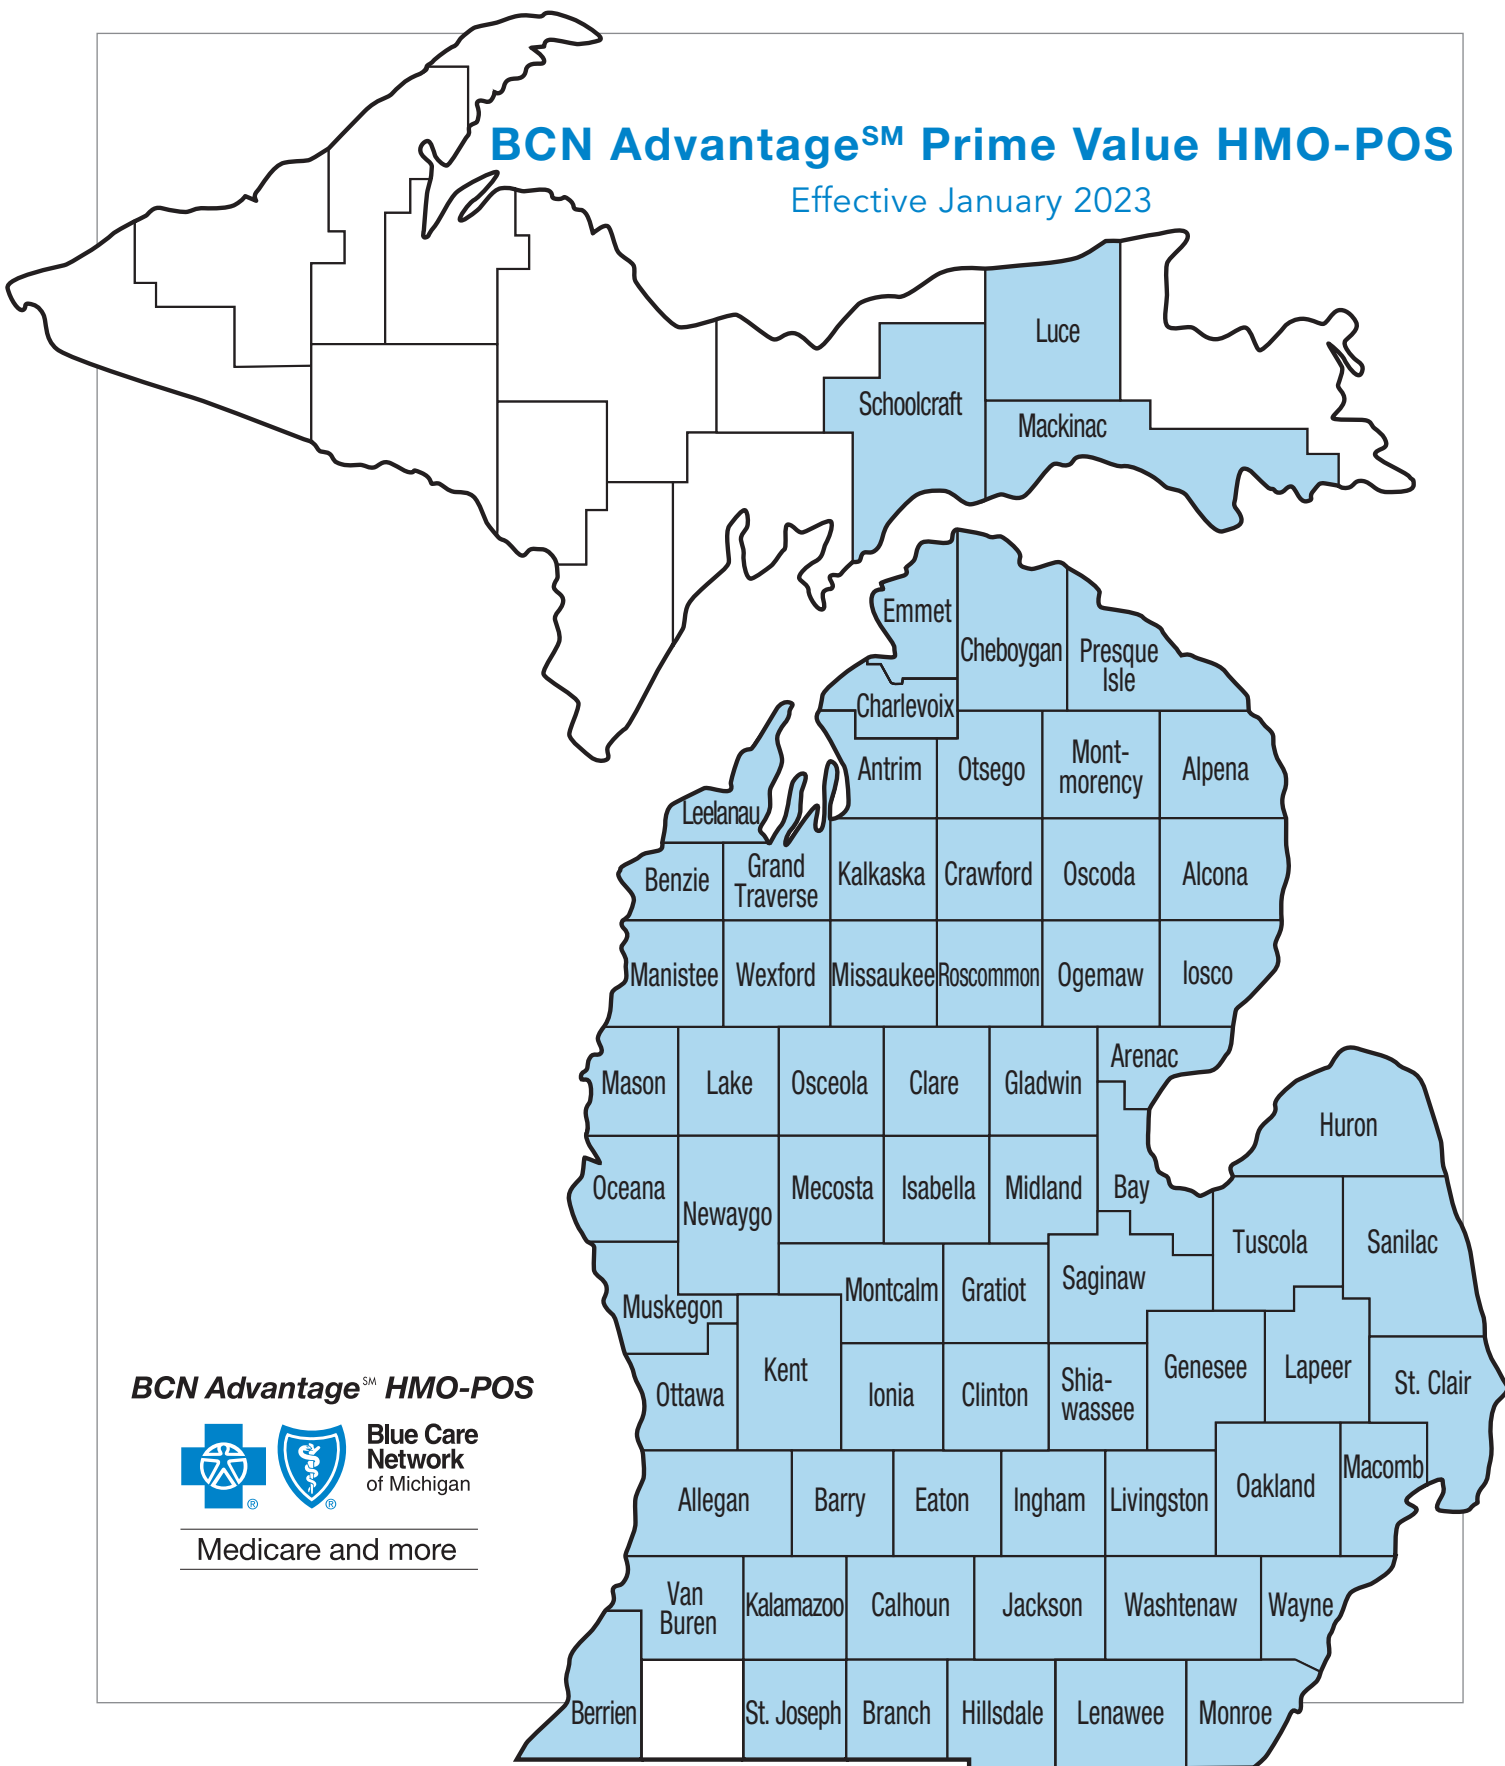 BCN Advantage℠ Prime Value HMO-POS
Effective January 2023
Luce
Schoolcraft
Mackinac
Emmet
Cheboygan
Presque
Isle
Charlevoix
Antrim
Otsego
Mont-
morency
Alpena
Leelanau
Benzie
Grand
Traverse
Kalkaska
Crawford
Oscoda
Alcona
Manistee
Wexford
Missaukee
Roscommon
Ogemaw
Iosco
Mason
Lake
Osceola
Clare
Gladwin
Arenac
Huron
Oceana
Newaygo
Mecosta
Isabella
Midland
Bay
Tuscola
Sanilac
Muskegon
Montcalm
Gratiot
Saginaw
Kent
Ottawa
Ionia
Clinton
Shia-
wassee
Genesee
Lapeer
St. Clair
Allegan
Barry
Eaton
Ingham
Livingston
Oakland
Macomb
Van
Buren
Kalamazoo
Calhoun
Jackson
Washtenaw
Wayne
Berrien
St. Joseph
Branch
Hillsdale
Lenawee
Monroe
BCN Advantage℠ HMO-POS
Blue Care
Network
of Michigan
® ®
Medicare and more